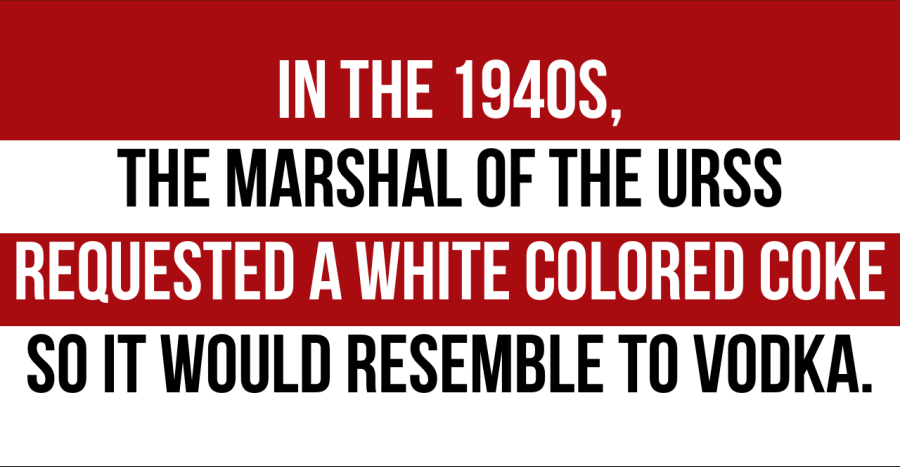 IN THE 1940S,
THE MARSHAL OF THE URSS
REQUESTED A WHITE COLORED COKE
SO IT WOULD RESEMBLE TO VODKA.